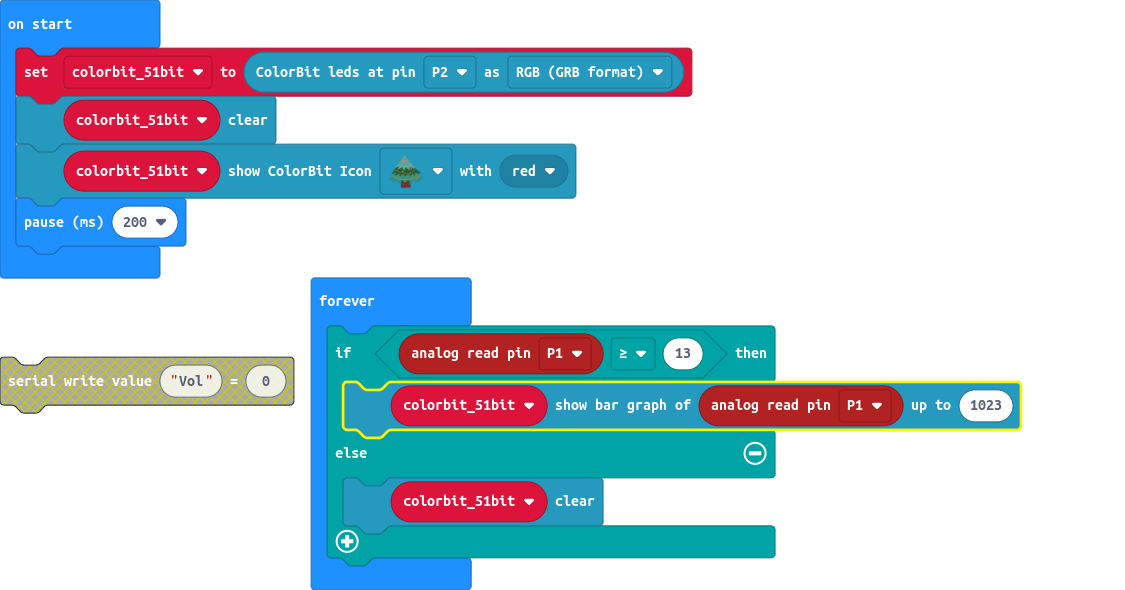 on start
set colorbit_51bit to ColorBit leds at pin P2 as RGB (GRB format)
colorbit_51bit clear
colorbit_51bit show ColorBit Icon with red
pause (ms) 200
forever
if analog read pin P1 ≥ 13 then
serial write value "Vol" = 0
colorbit_51bit show bar graph of analog read pin P1 up to 1023
else
colorbit_51bit clear